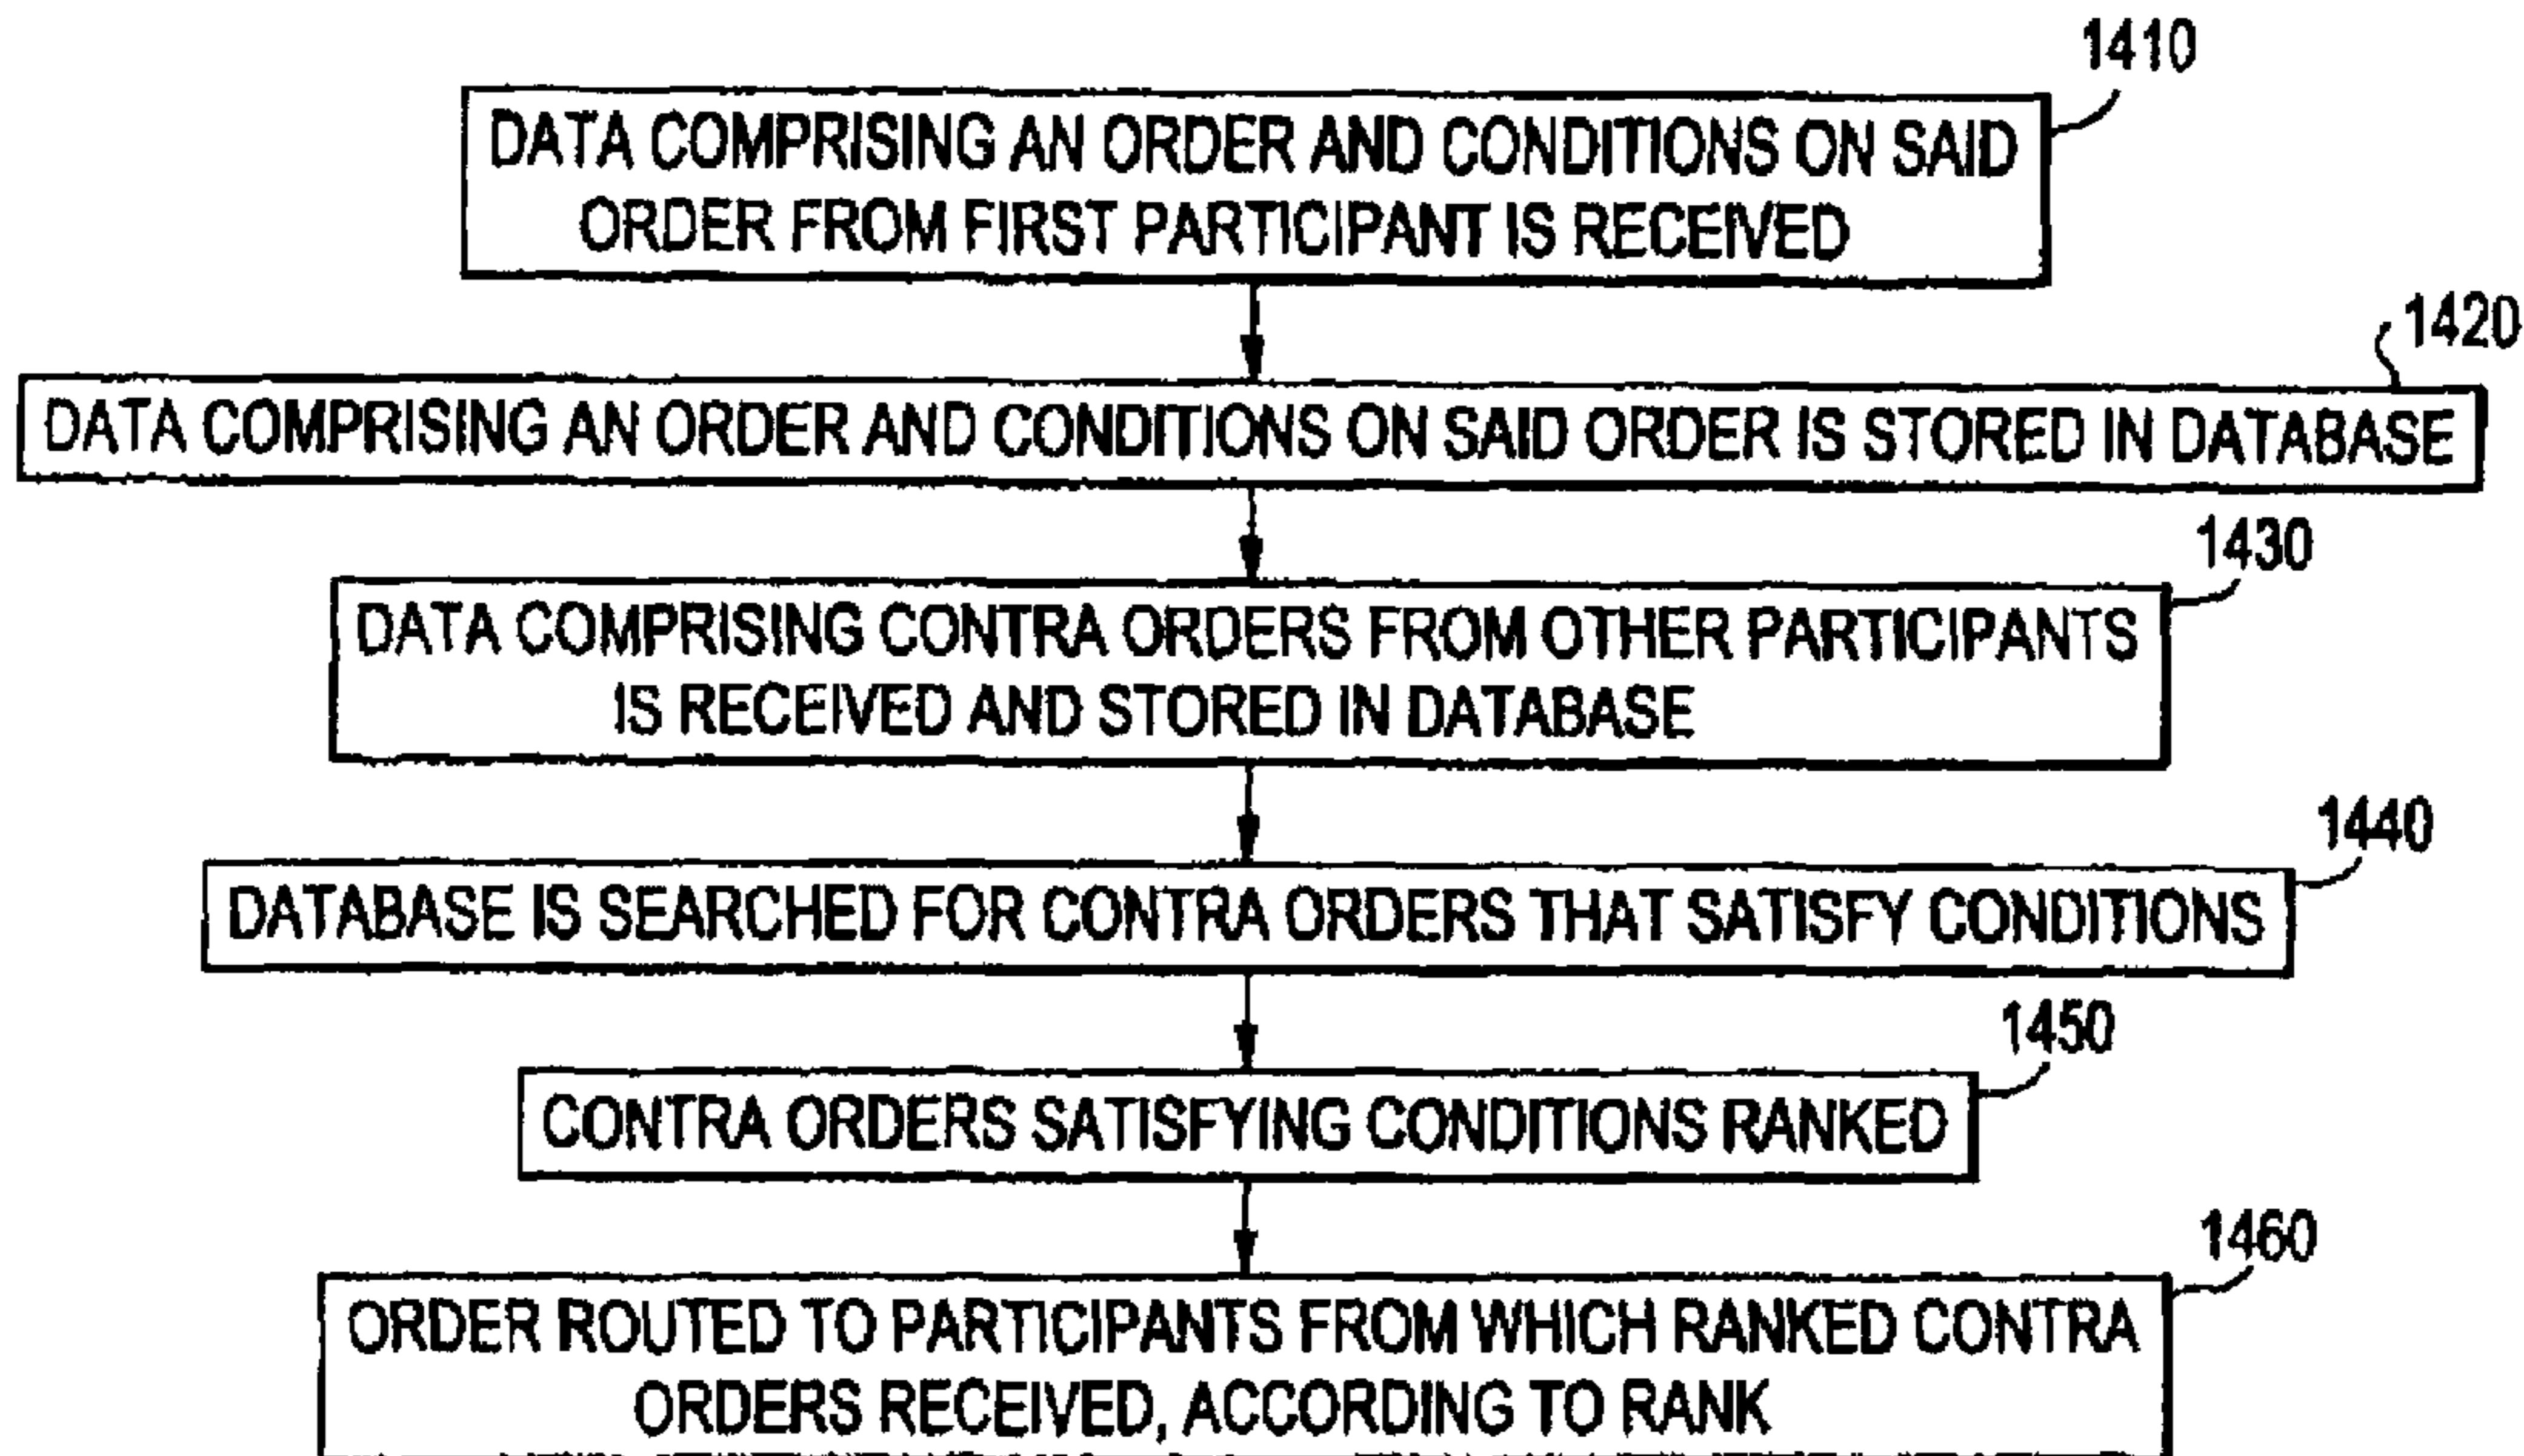 1410
DATA COMPRISING AN ORDER AND CONDITIONS ON SAID
ORDER FROM FIRST PARTICIPANT IS RECEIVED
1420
DATA COMPRISING AN ORDER AND CONDITIONS ON SAID ORDER IS STORED IN DATABASE
1430
DATA COMPRISING CONTRA ORDERS FROM OTHER PARTICIPANTS
IS RECEIVED AND STORED IN DATABASE
1440
DATABASE IS SEARCHED FOR CONTRA ORDERS THAT SATISFY CONDITIONS
1450
CONTRA ORDERS SATISFYING CONDITIONS RANKED
1460
ORDER ROUTED TO PARTICIPANTS FROM WHICH RANKED CONTRA
ORDERS RECEIVED, ACCORDING TO RANK